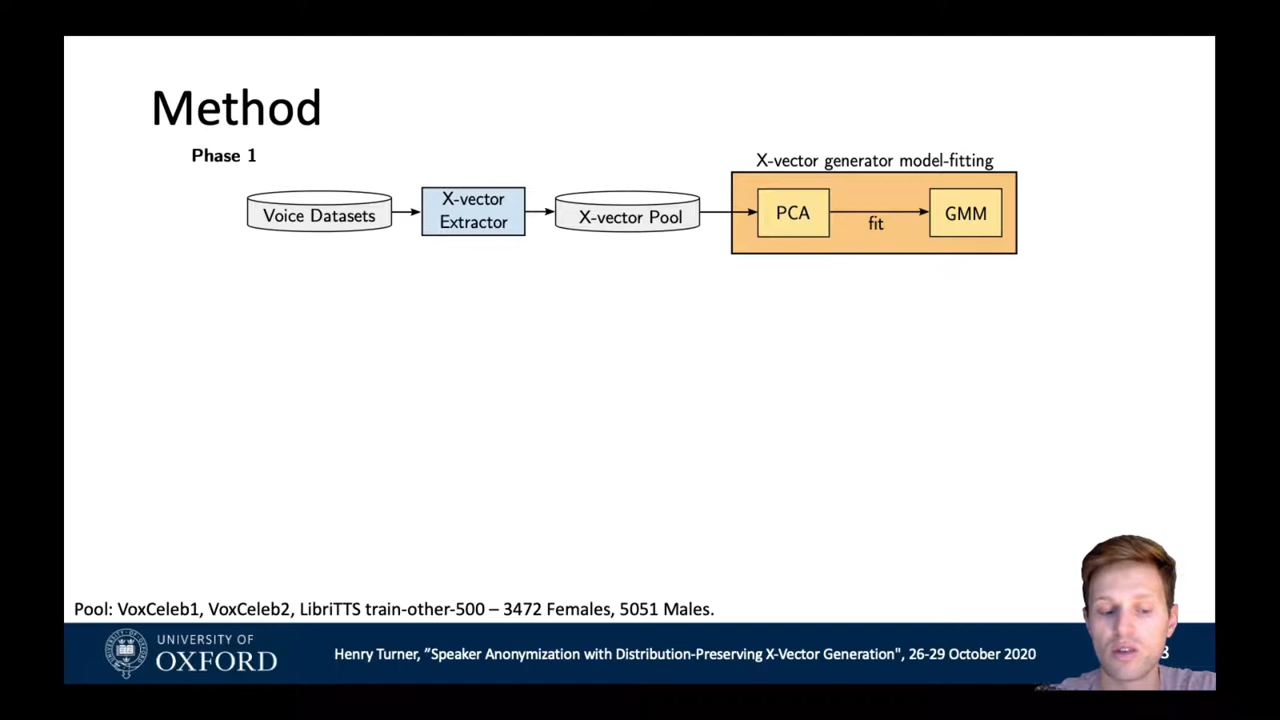 Method
Phase 1
X-vector generator model-fitting
Voice Datasets
X-vector
Extractor
X-vector Pool
PCA
fit
GMM
Pool: VoxCeleb1, VoxCeleb2, LibriTTS train-other-500 – 3472 Females, 5051 Males.
UNIVERSITY OF
OXFORD
Henry Turner, ”Speaker Anonymization with Distribution-Preserving X-Vector Generation", 26-29 October 2020
3